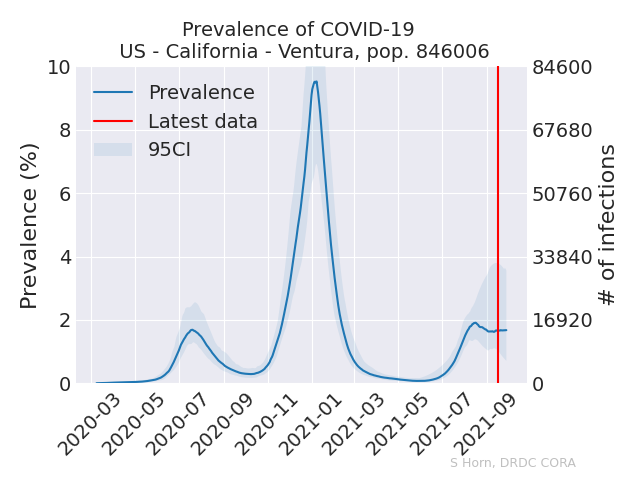 Prevalence of COVID-19
US - California - Ventura, pop. 846006
Prevalence (%)
10
8
6
4
2
0
Prevalence
Latest data
95CI
84600
67680
50760
33840
16920
0
# of infections
2020-03
2020-05
2020-07
2020-09
2020-11
2021-01
2021-03
2021-05
2021-07
2021-09
S Horn, DRDC CORA